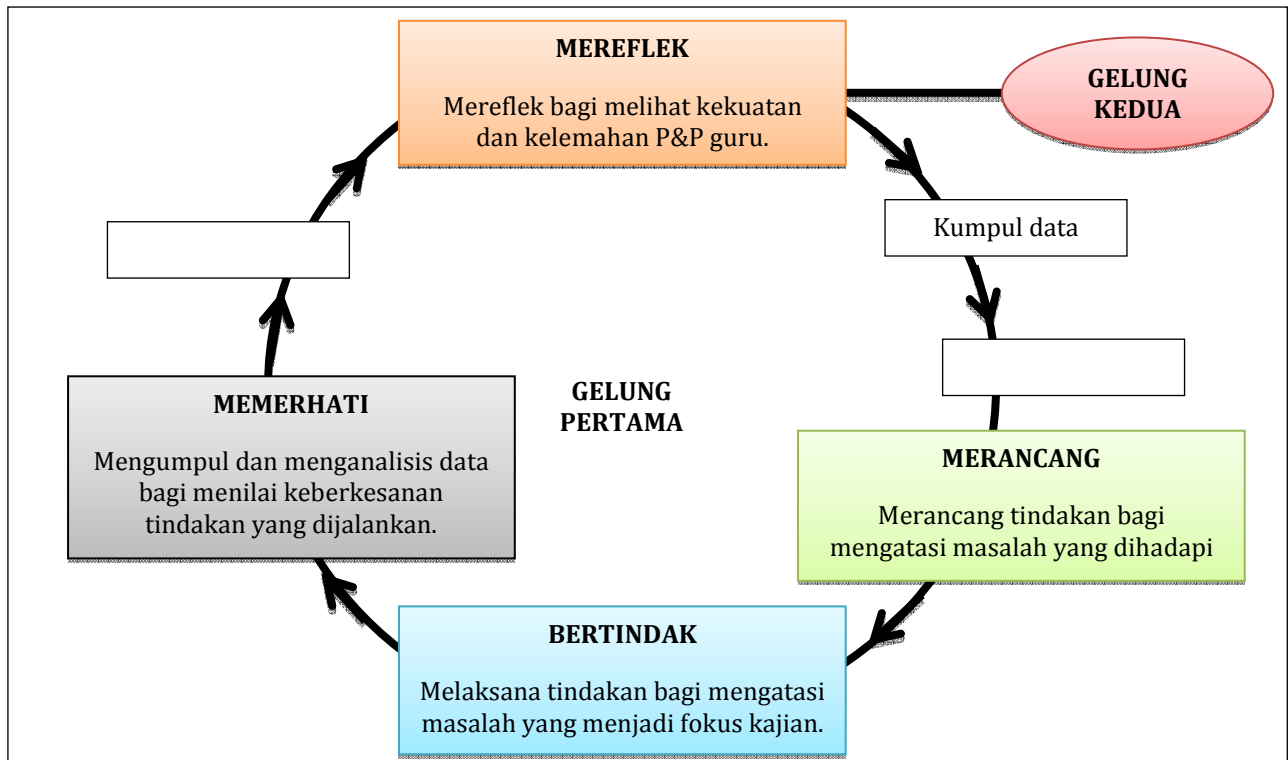 MEREFLEK
Mereflek bagi melihat kekuatan
dan kelemahan P&P guru.
GELUNG
KEDUA
Kumpul data
MEMERHATI
Mengumpul dan menganalisis data
bagi menilai keberkesanan
tindakan yang dijalankan.
GELUNG
PERTAMA
MERANCANG
Merancang tindakan bagi
mengatasi masalah yang dihadapi
BERTINDAK
Melaksana tindakan bagi mengatasi
masalah yang menjadi fokus kajian.